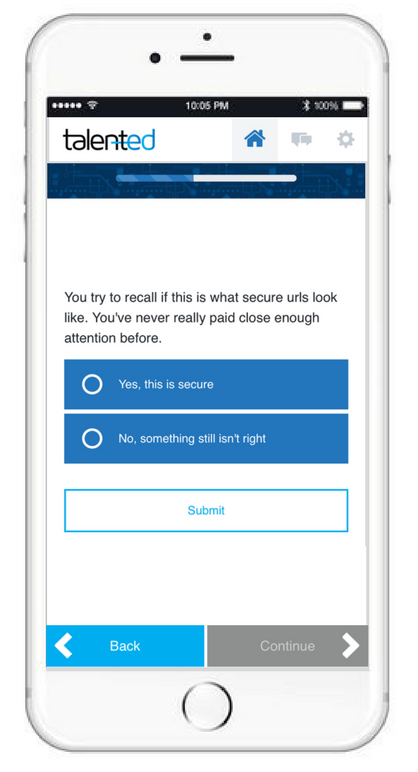 10:05 PM
100%
talented
You try to recall if this is what secure urls look
like. You've never really paid close enough
attention before.
Yes, this is secure
No, something still isn't right
Submit
Back
Continue